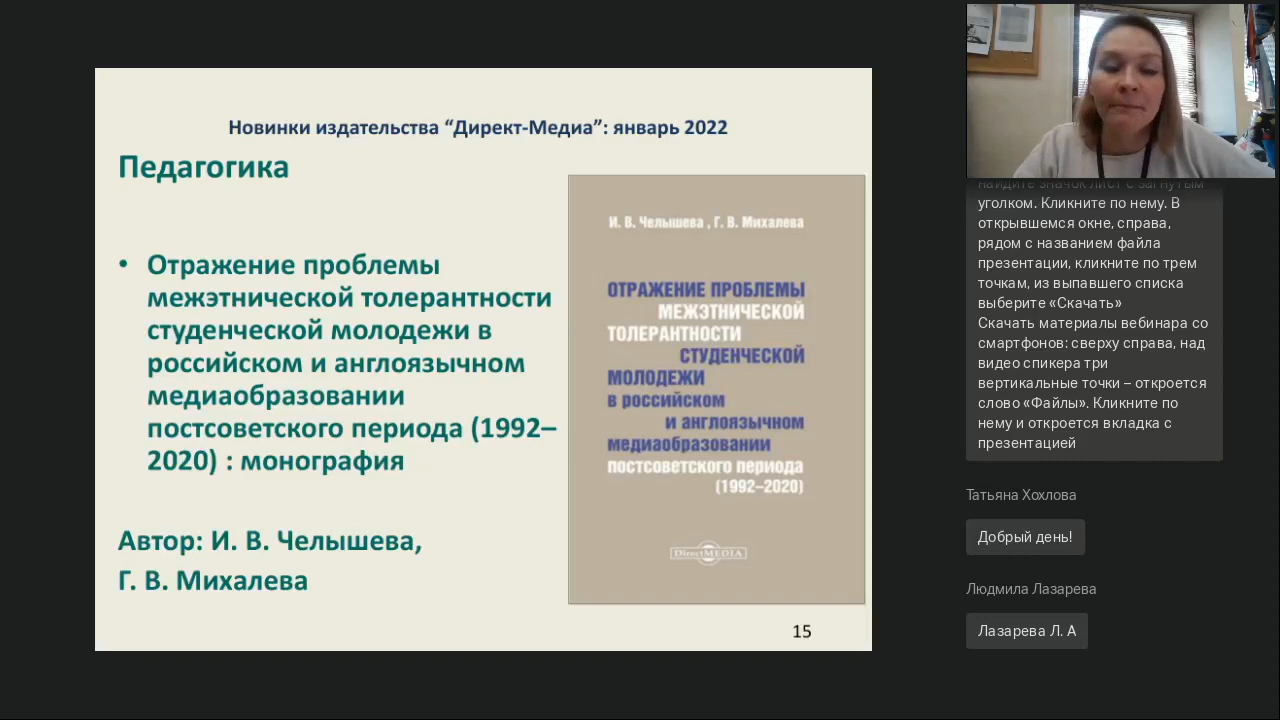 Новинки издательства “Директ-Медиа”: январь 2022
Педагогика
• Отражение проблемы
межэтнической толерантности
студенческой молодежи в
российском и англоязычном
медиаобразовании
постсоветского периода (1992–
2020) : монография
Автор: И. В. Челышева,
Г. В. Михалева
И. В. Челышева , Г. В. Михалева
ОТРАЖЕНИЕ ПРОБЛЕМЫ
МЕЖЭТНИЧЕСКОЙ
ТОЛЕРАНТНОСТИ
СТУДЕНЧЕСКОЙ
МОЛОДЕЖИ
в российском
и англоязычном
медиаобразовании
постсоветского периода
(1992–2020)
DirectMEDIA
15
найдите значок лист с загнутым
уголком. Кликните по нему. В
открывшемся окне, справа,
рядом с названием файла
презентации, кликните по трем
точкам, из выпавшего списка
выберите «Скачать»
Скачать материалы вебинара со
смартфонов: сверху справа, над
видео спикера три
вертикальные точки – откроется
слово «Файлы». Кликните по
нему и откроется вкладка с
презентацией
Татьяна Хохлова
Добрый день!
Людмила Лазарева
Лазарева Л. А